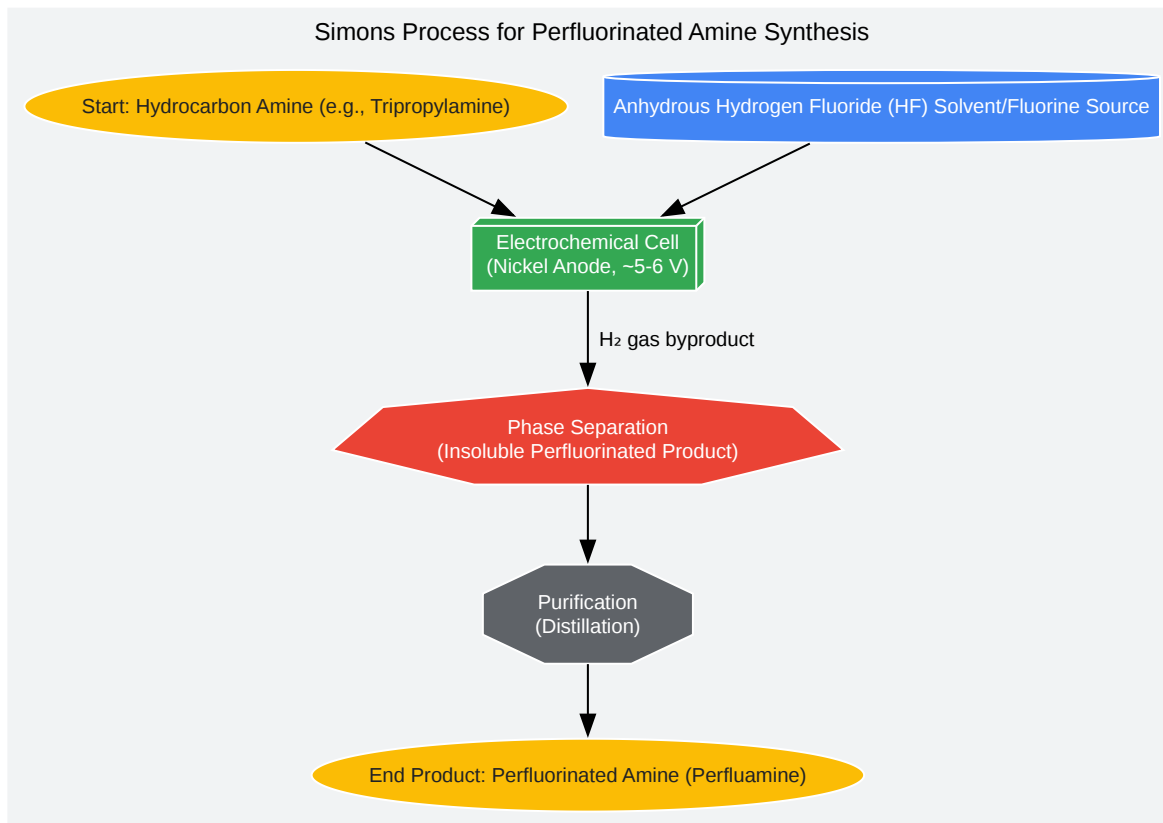 Simons Process for Perfluorinated Amine Synthesis
Start: Hydrocarbon Amine (e.g., Tripropylamine)
Anhydrous Hydrogen Fluoride (HF) Solvent/Fluorine Source
Electrochemical Cell
(Nickel Anode, ~5-6 V)
H₂ gas byproduct
Phase Separation
(Insoluble Perfluorinated Product)
Purification
(Distillation)
End Product: Perfluorinated Amine (Perfluamine)